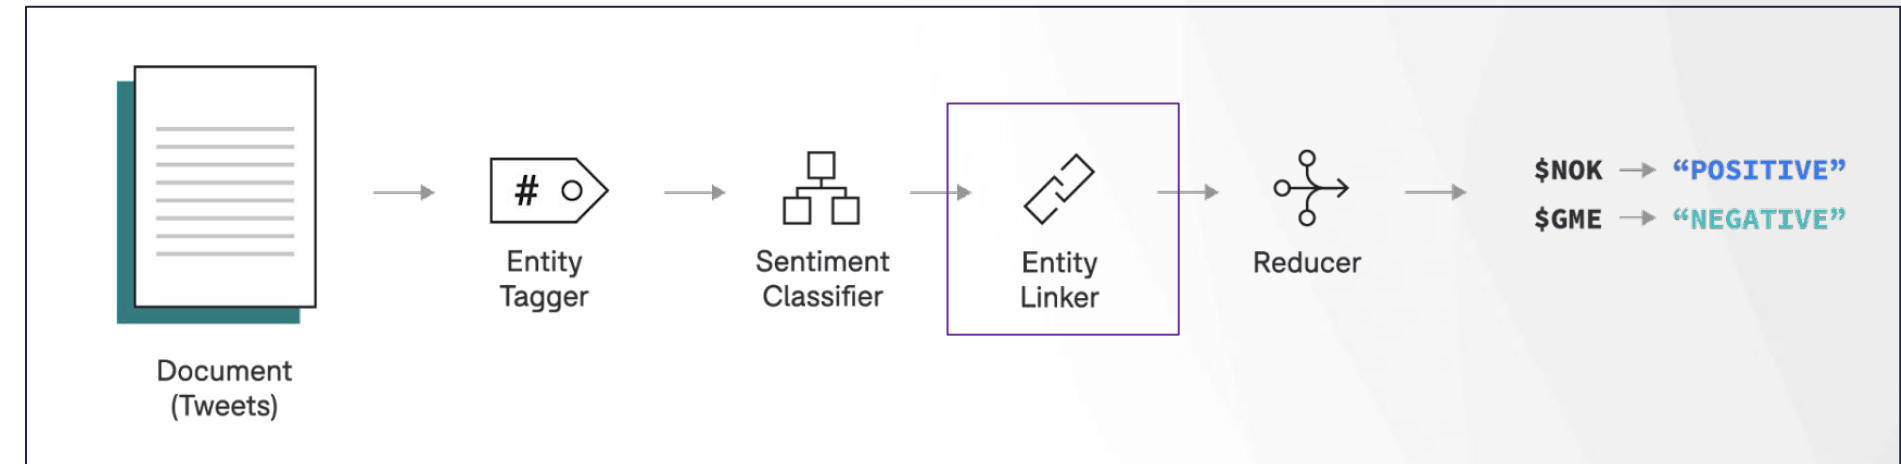 #
Entity
Tagger
Sentiment
Classifier
Entity
Linker
Reducer
$NOK → “POSITIVE”
$GME → “NEGATIVE”
Document
(Tweets)